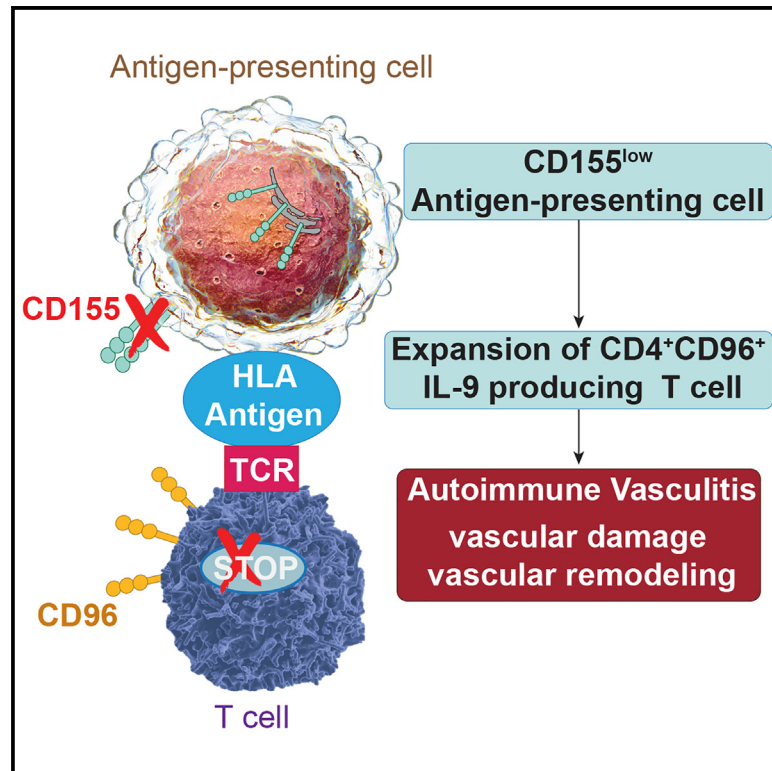 Antigen-presenting cell
CD155
HLA
Antigen
TCR
STOP
CD96
T cell
CD155low
Antigen-presenting cell
Expansion of CD4+CD96+
IL-9 producing T cell
Autoimmune Vasculitis
vascular damage
vascular remodeling